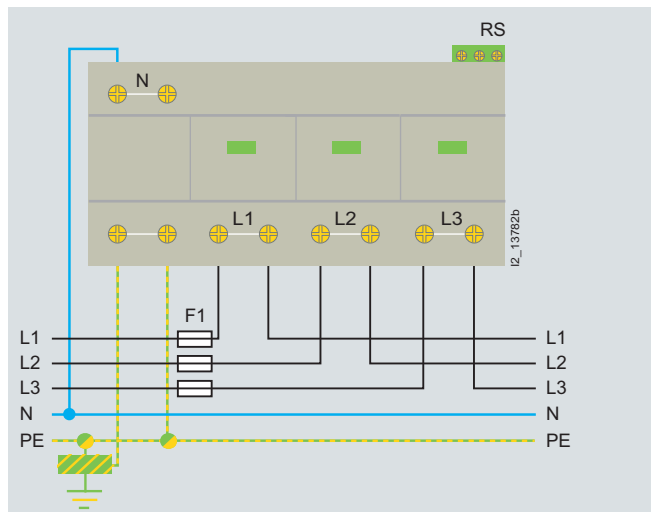 RS
N
L1 L2 L3
I2_13782b
F1
L1 L1
L2 L2
L3 L3
N N
PE PE